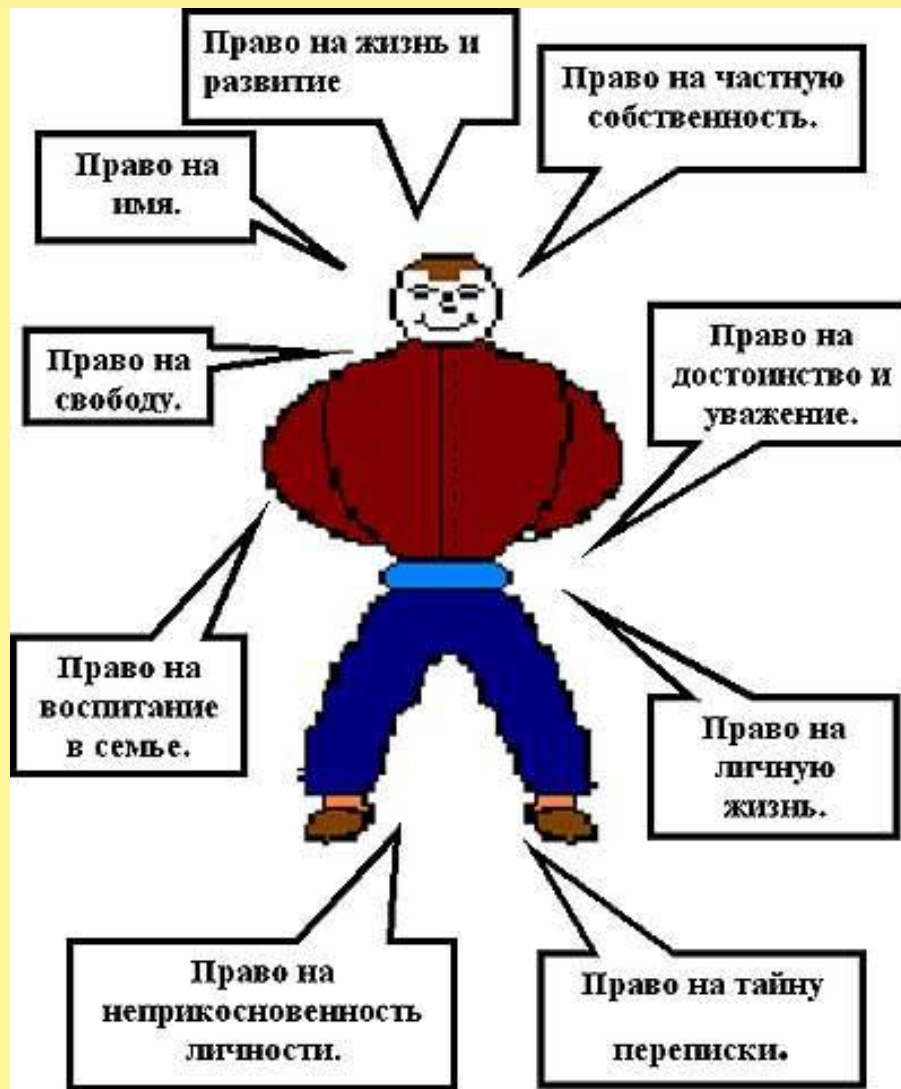 Право на жизнь и
развитие
Право на частную
собственность.
Право на
имя.
Право на
свободу.
Право на
достоинство и
уважение.
Право на
воспитание
в семье.
Право на
личную
жизнь.
Право на
неприкосновенность
личности.
Право на тайну
переписки.